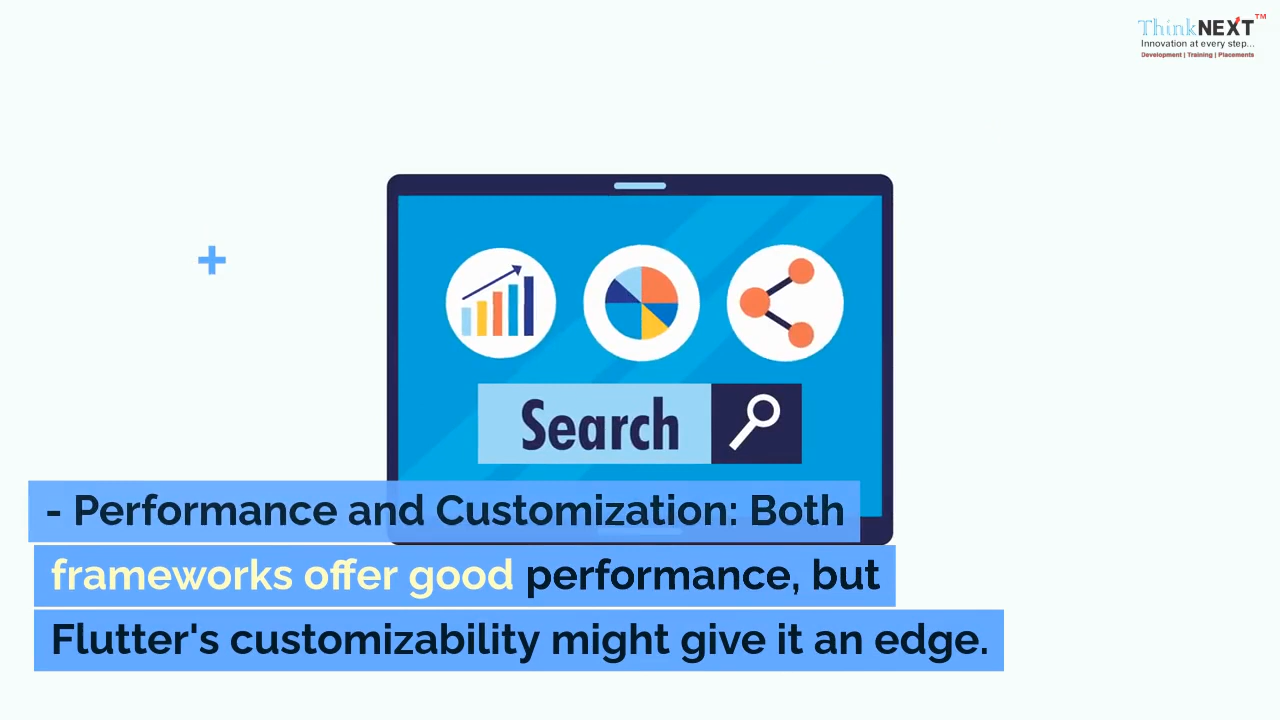 ThinkNEXT™
Innovation at every step...
Development | Training | Placements
Search
- Performance and Customization: Both
frameworks offer good performance, but
Flutter's customizability might give it an edge.